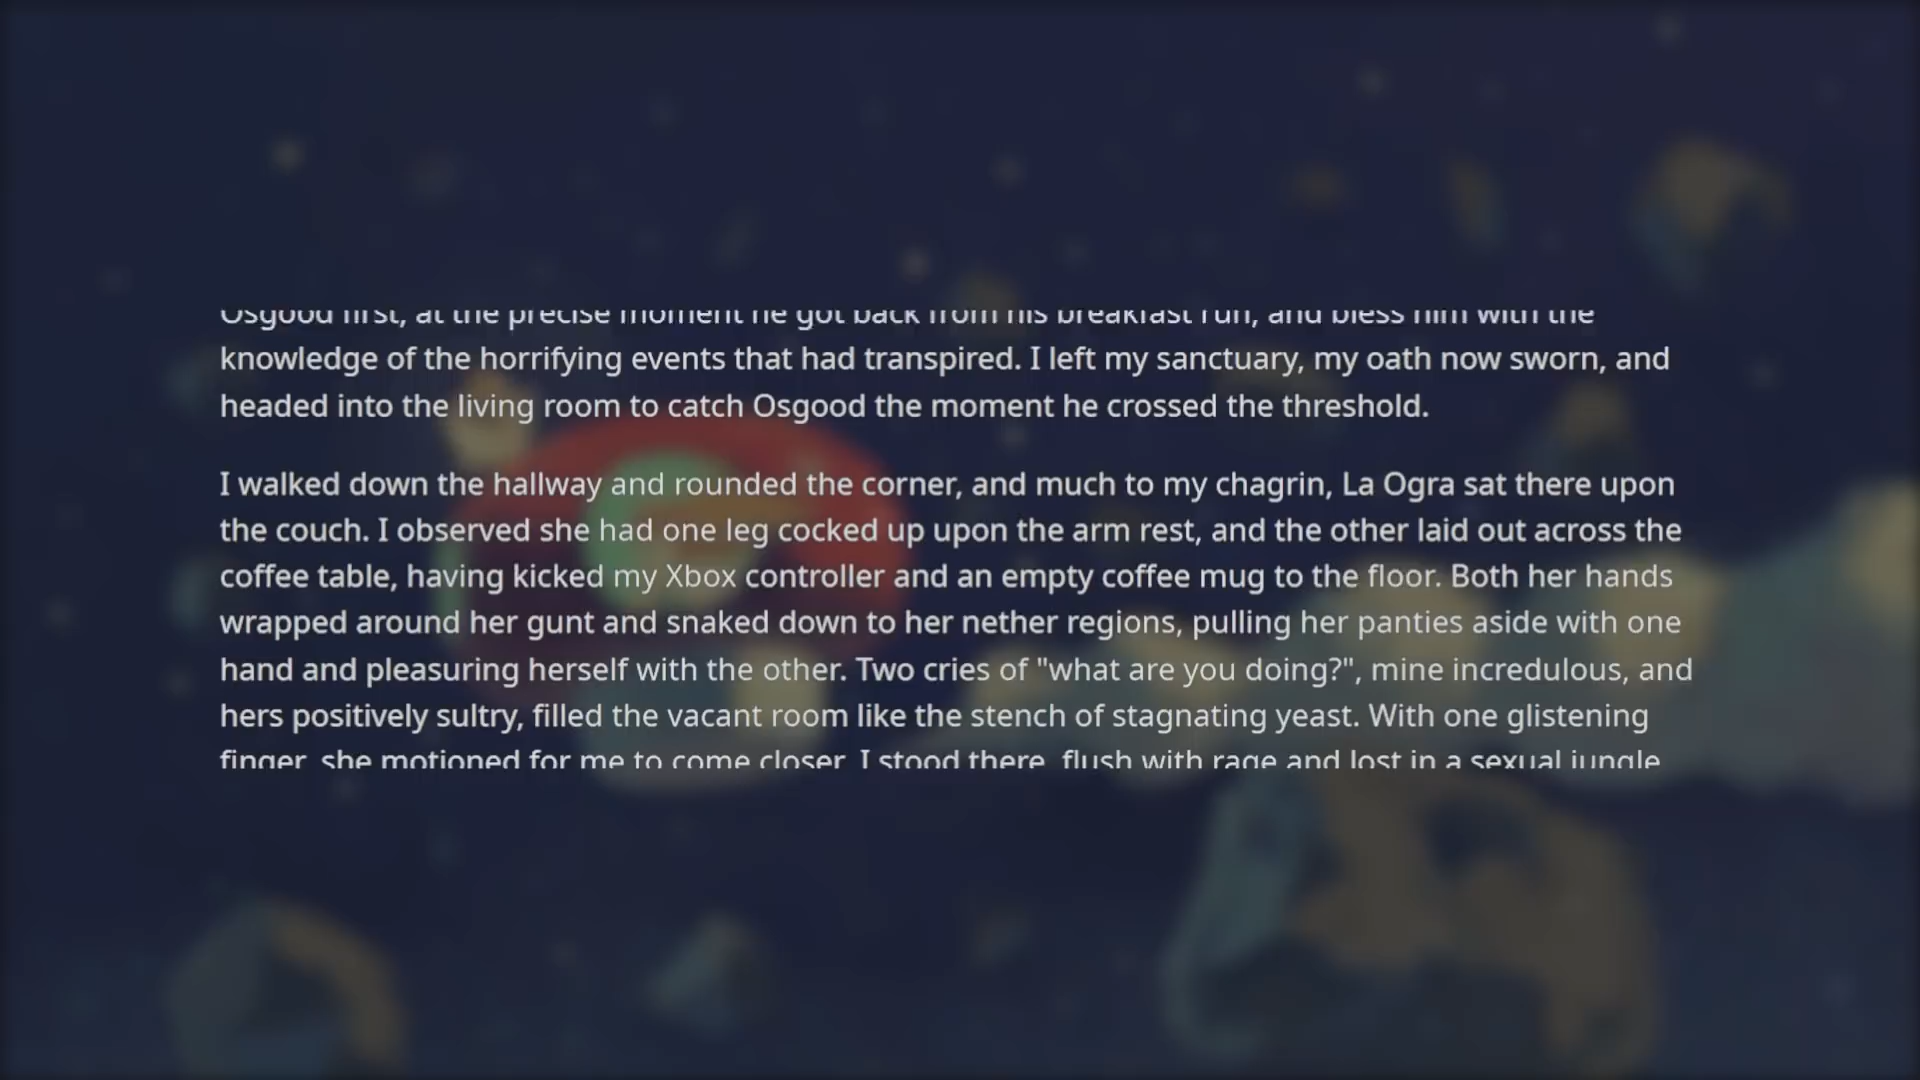 Osgood first, at the precise moment he got back from his breakfast run, and bless him with the
knowledge of the horrifying events that had transpired. I left my sanctuary, my oath now sworn, and
headed into the living room to catch Osgood the moment he crossed the threshold.
I walked down the hallway and rounded the corner, and much to my chagrin, La Ogra sat there upon
the couch. I observed she had one leg cocked up upon the arm rest, and the other laid out across the
coffee table, having kicked my Xbox controller and an empty coffee mug to the floor. Both her hands
wrapped around her gunt and snaked down to her nether regions, pulling her panties aside with one
hand and pleasuring herself with the other. Two cries of "what are you doing?", mine incredulous, and
hers positively sultry, filled the vacant room like the stench of stagnating yeast. With one glistening
finger, she motioned for me to come closer. I stood there, flush with rage and lost in a sexual jungle